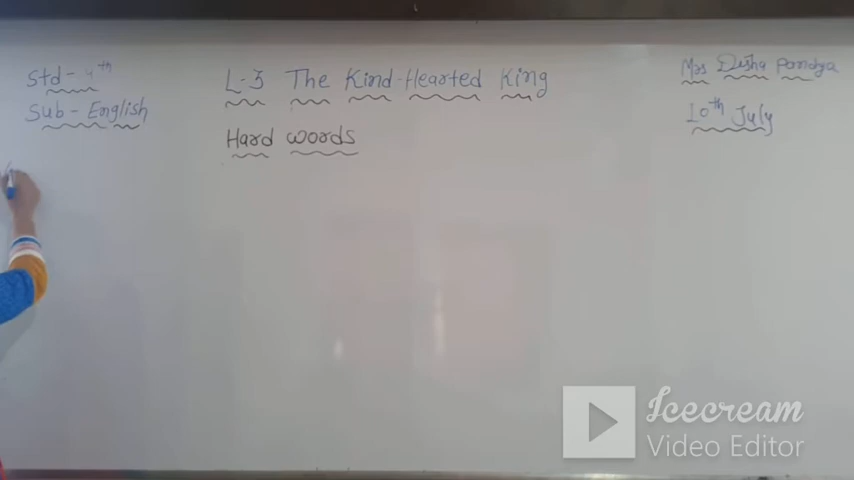 Std - 4th
Sub - English
L-3 The Kind-Hearted King
Hard words
Mrs Disha Pandya
10th July
Icecream
Video Editor